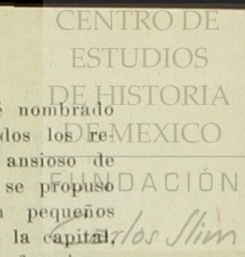 CENTRO DE
ESTUDIOS
DE HISTORIA
DE MEXICO
FUNDACIÓN
Carlos Slim
nombrado
dos los re-
ansioso de
se propuso
pequeños
la capital,